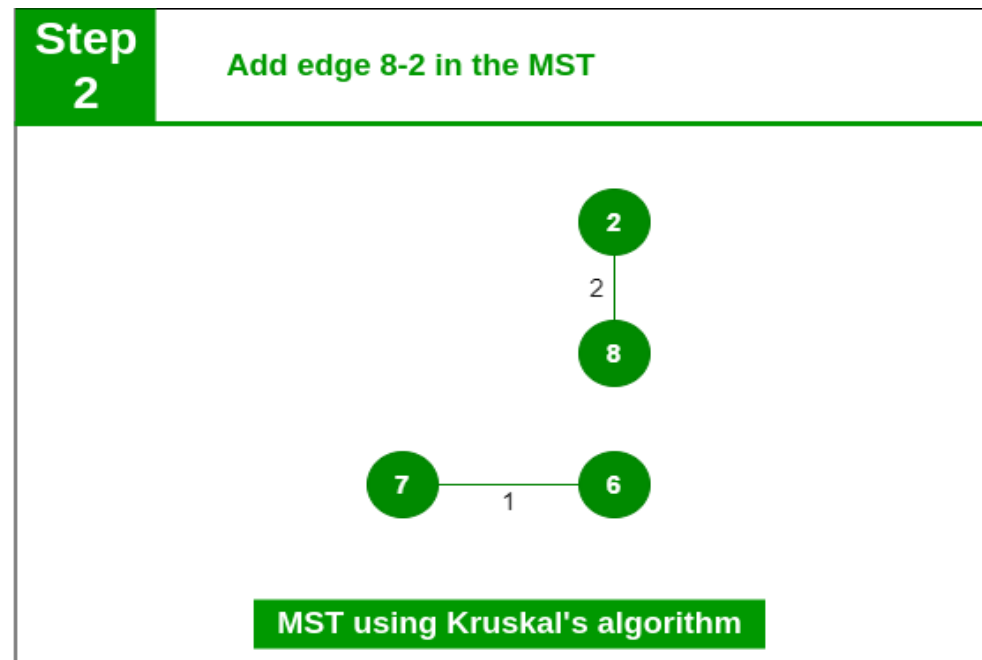 Step
2
Add edge 8-2 in the MST
2
2
8
7
6
1
MST using Kruskal's algorithm